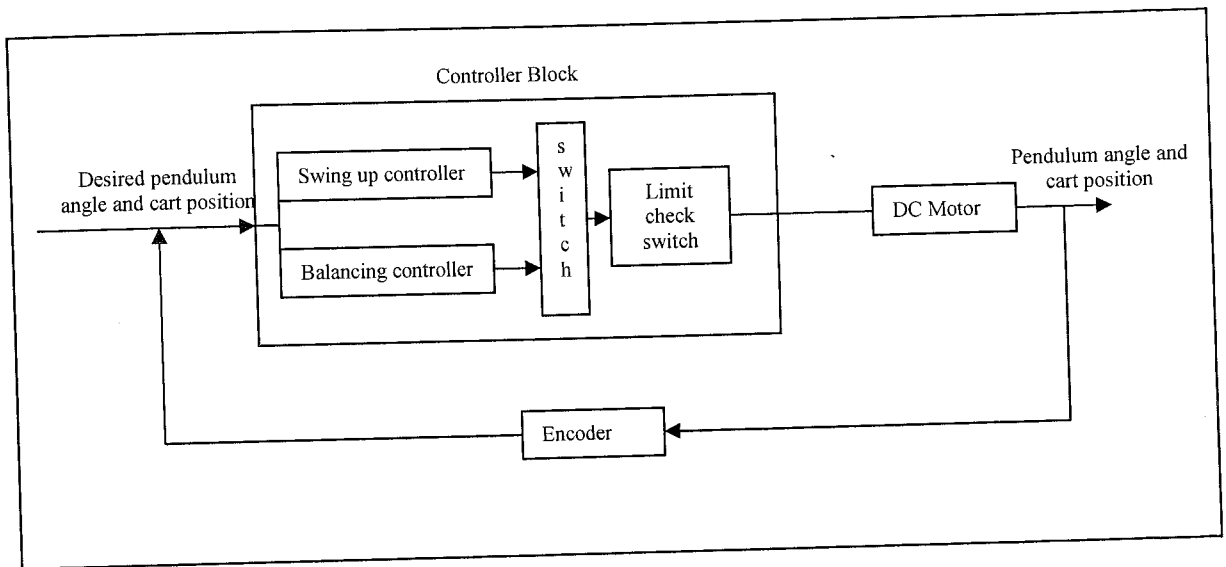 Controller Block
Desired pendulum
angle and cart position
Swing up controller
Balancing controller
s
w
i
t
c
h
Limit
check
switch
DC Motor
Pendulum angle and
cart position
Encoder